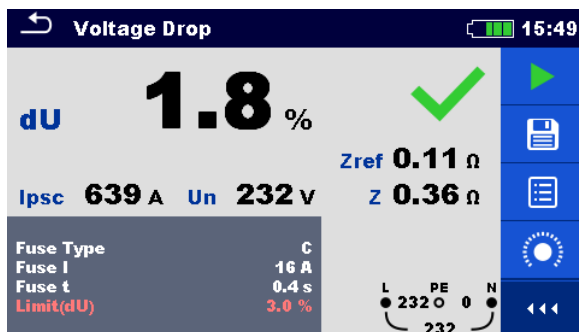 Voltage Drop 15:49
dU 1.8 %
Zref 0.11 Ω
Ipsc 639 A Un 232 V Z 0.36 Ω
Fuse Type C
Fuse I 16 A
Fuse t 0.4 s
Limit(dU) 3.0 %
L PE N
232 0
232